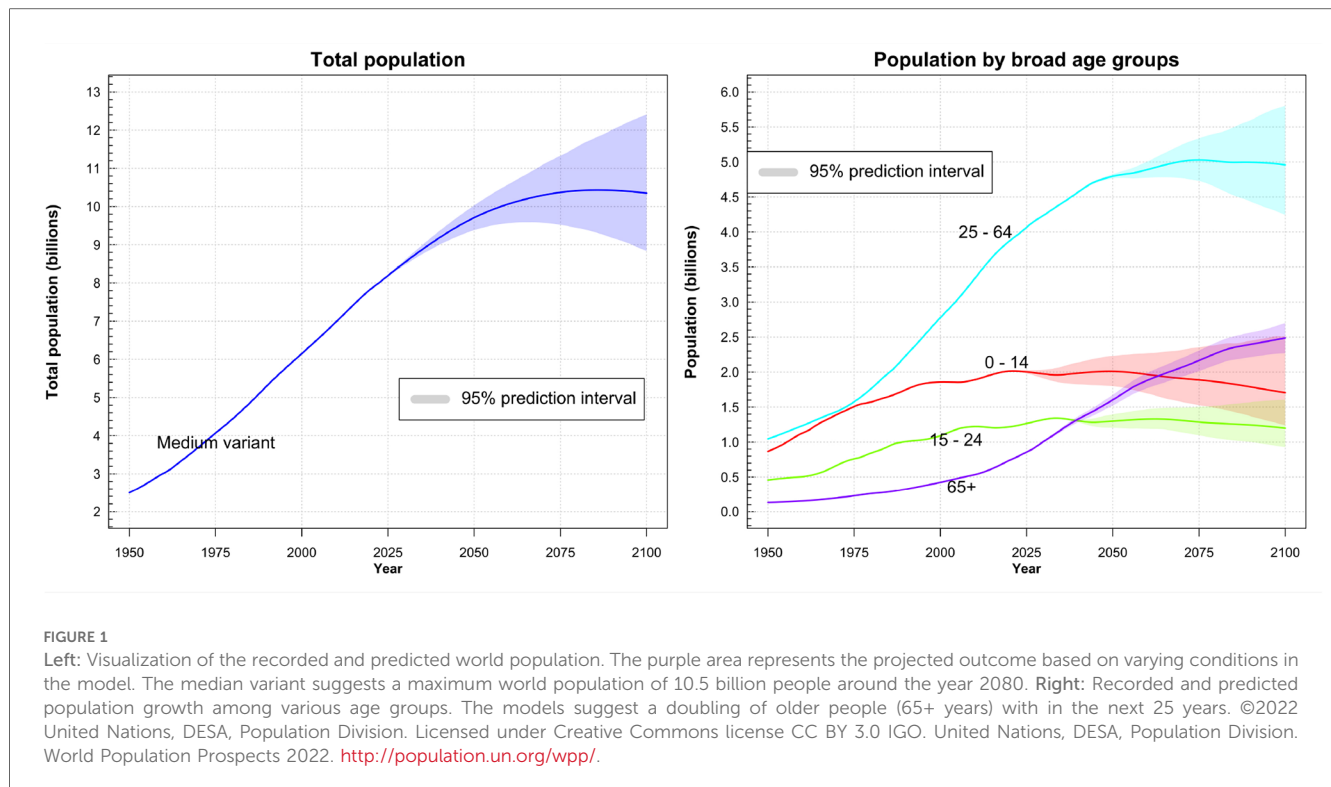 Total population
13
12
11
10
9
8
7
6
5
4
3
2
Total population (billions)
Medium variant
95% prediction interval
1950 1975 2000 2025 2050 2075 2100
Year
Population by broad age groups
6.0
5.5
5.0
4.5
4.0
3.5
3.0
2.5
2.0
1.5
1.0
0.5
0.0
Population (billions)
95% prediction interval
25 - 64
0 - 14
15 - 24
65+
1950 1975 2000 2025 2050 2075 2100
Year
FIGURE 1
Left: Visualization of the recorded and predicted world population. The purple area represents the projected outcome based on varying conditions in
the model. The median variant suggests a maximum world population of 10.5 billion people around the year 2080. Right: Recorded and predicted
population growth among various age groups. The models suggest a doubling of older people (65+ years) with in the next 25 years. ©2022
United Nations, DESA, Population Division. Licensed under Creative Commons license CC BY 3.0 IGO. United Nations, DESA, Population Division.
World Population Prospects 2022. http://population.un.org/wpp/.